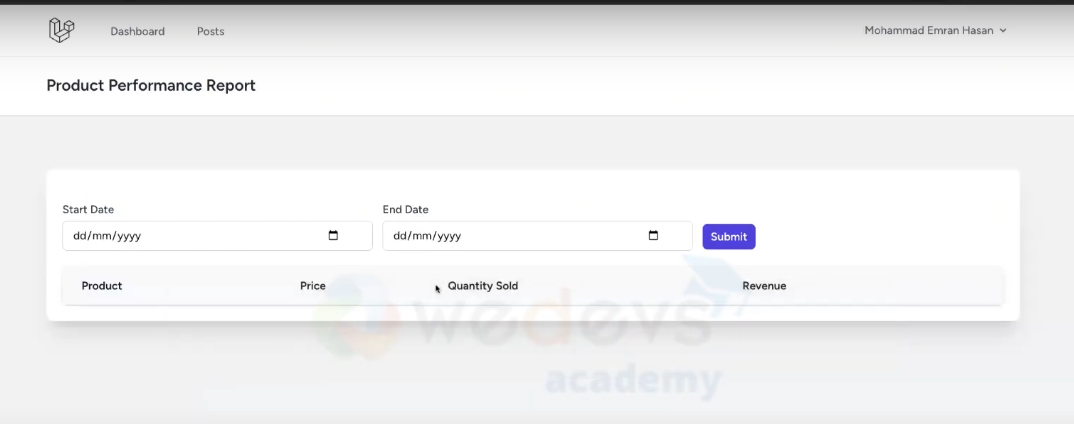 Dashboard Posts Mohammad Emran Hasan
Product Performance Report
Start Date End Date
dd/mm/yyyy dd/mm/yyyy Submit
Product Price Quantity Sold Revenue
wedevs
academy